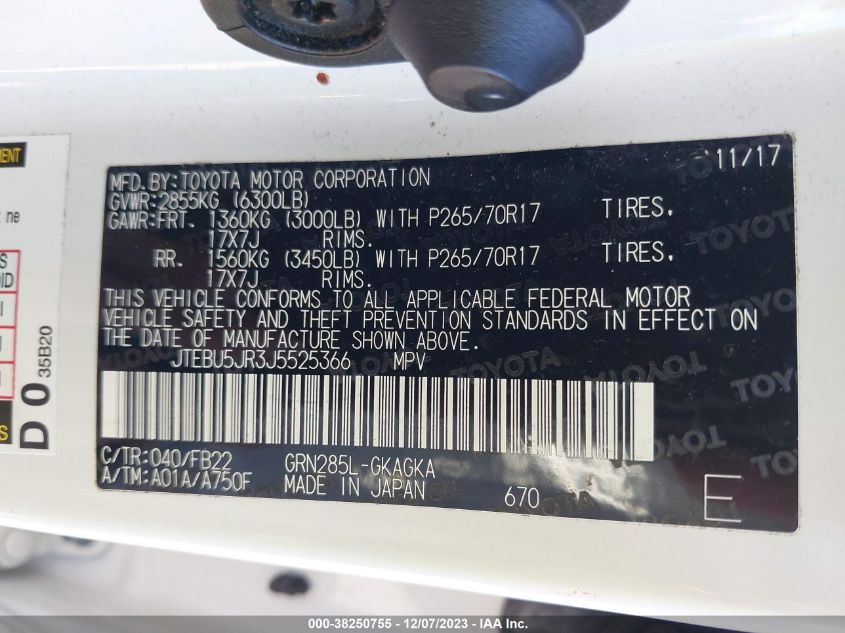 11/17
MFD. BY:TOYOTA MOTOR CORPORATION
GVWR:2855KG (6300LB)
GAWR:FRT. 1360KG (3000LB) WITH P265/70R17 TIRES,
17X7J RIMS.
RR. 1560KG (3450LB) WITH P265/70R17 TIRES,
17X7J RIMS.
THIS VEHICLE CONFORMS TO ALL APPLICABLE FEDERAL MOTOR
VEHICLE SAFETY AND THEFT PREVENTION STANDARDS IN EFFECT ON
THE DATE OF MANUFACTURE SHOWN ABOVE.
JTEBU5JR3J5525366 MPV
C/TR:040/FB22 GRN285L-GKAGKA
A/TM:A01A/A750F MADE IN JAPAN 670 E
D 0 35B20
000-38250755 - 12/07/2023 - IAA Inc.